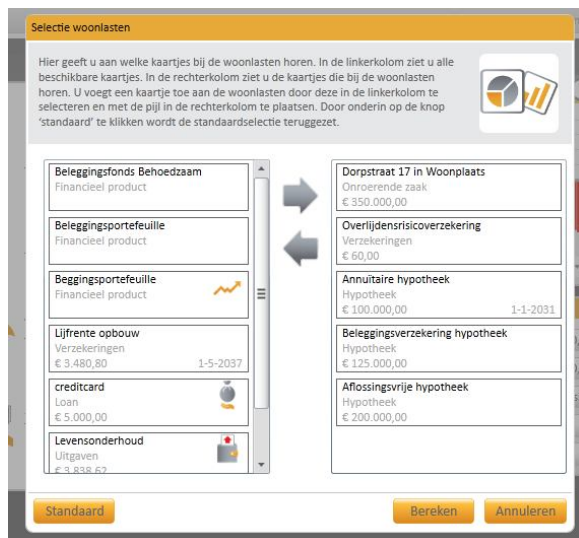 Selectie woonlasten
Hier geeft u aan welke kaartjes bij de woonlasten horen. In de linkerkolom ziet u alle
beschikbare kaartjes. In de rechterkolom ziet u de kaartjes die bij de woonlasten
horen. U voegt een kaartje toe aan de woonlasten door deze in de linkerkolom te
selecteren en met de pijl in de rechterkolom te plaatsen. Door onderin op de knop
'standaard' te klikken wordt de standaardselectie teruggezet.
Beleggingsfonds Behoedzaam
Financieel product
Beleggingsportefeuille
Financieel product
Beggingsportefeuille
Financieel product
Lijfrente opbouw
Verzekeringen
€ 3.480,80 1-5-2037
creditcard
Loan
€ 5.000,00
Levensonderhoud
Uitgaven
€ 3.838,62
Dorpstraat 17 in Woonplaats
Onroerende zaak
€ 350.000,00
Overlijdensrisicoverzekering
Verzekeringen
€ 60,00
Annuïtaire hypotheek
Hypotheek
€ 100.000,00 1-1-2031
Beleggingsverzekering hypotheek
Hypotheek
€ 125.000,00
Aflossingsvrije hypotheek
Hypotheek
€ 200.000,00
Standaard
Bereken
Annuleren